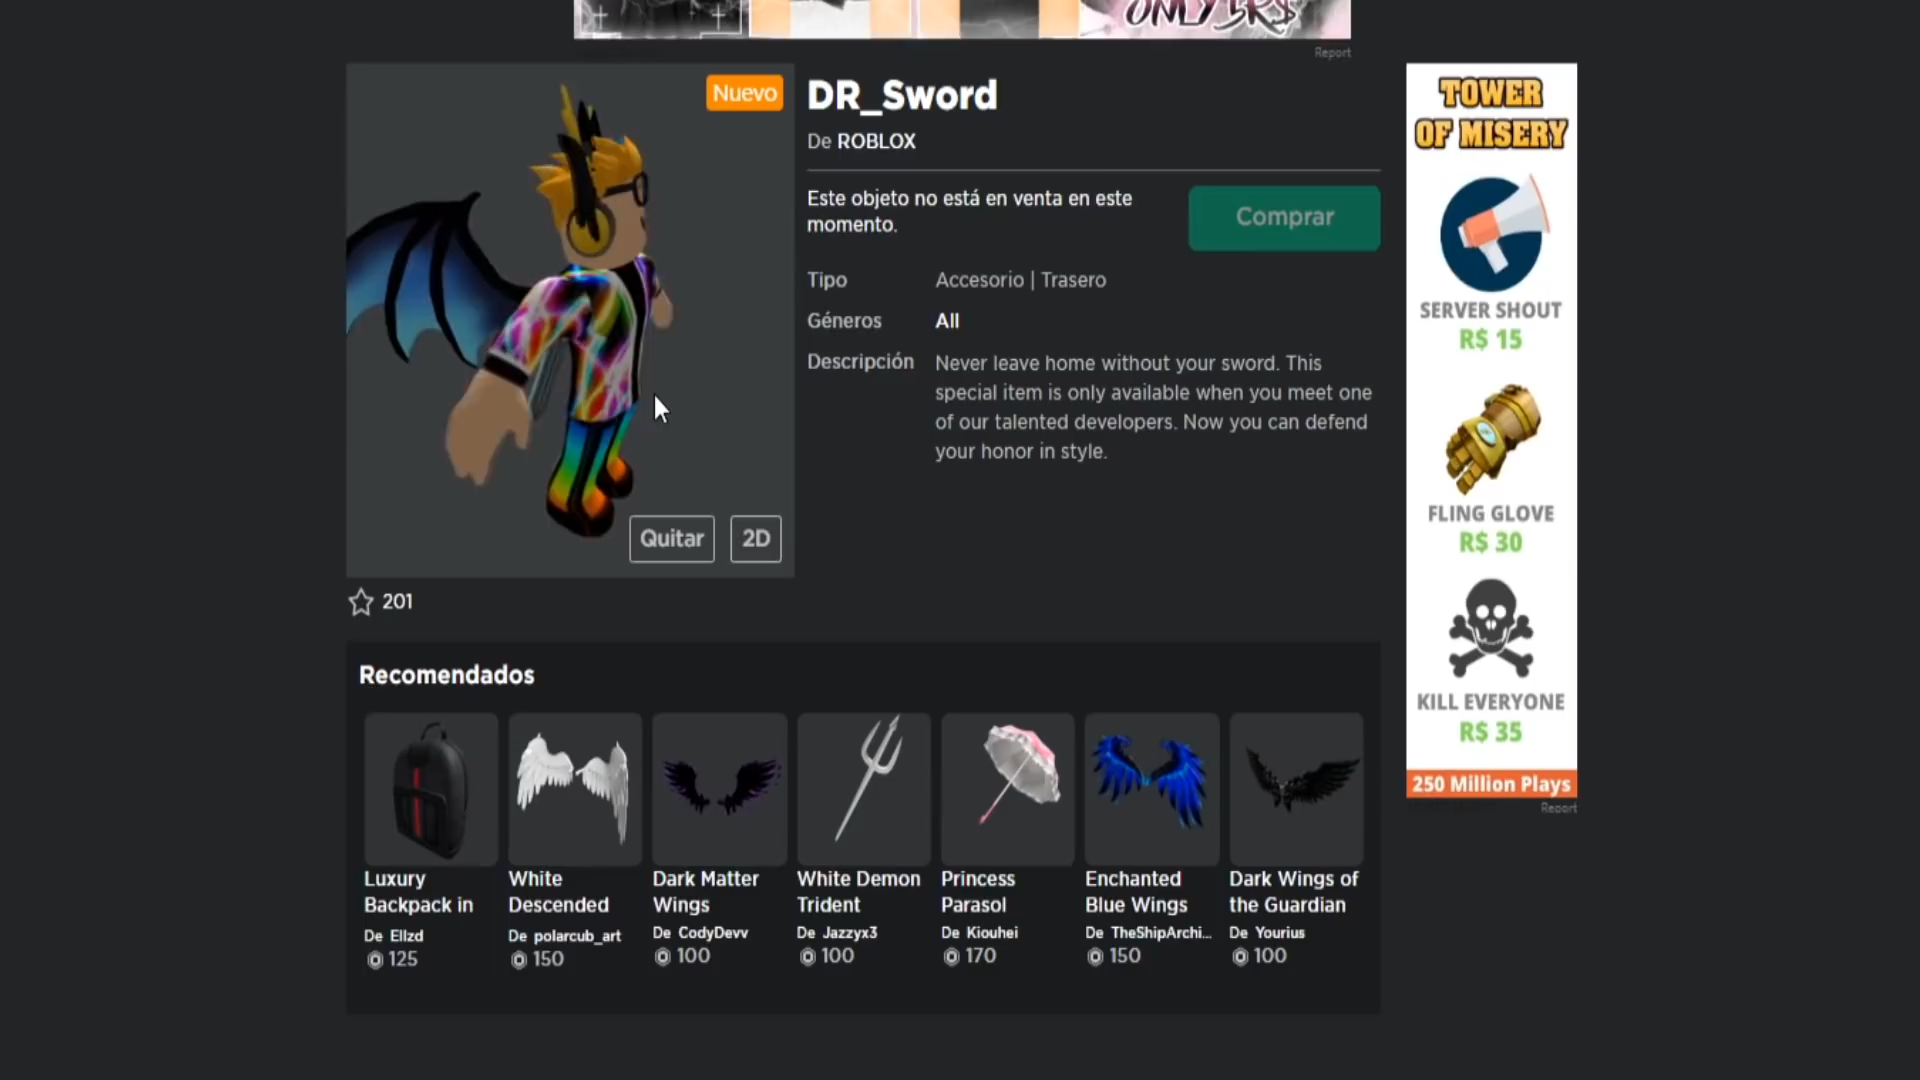 ONLY 5R$
Report
Nuevo
DR_Sword
De ROBLOX
Este objeto no está en venta en este
momento.
Comprar
Tipo Accesorio | Trasero
Géneros All
Descripción Never leave home without your sword. This
special item is only available when you meet one
of our talented developers. Now you can defend
your honor in style.
Quitar 2D
201
Recomendados
Luxury
Backpack in
De Ellzd
125
White
Descended
De polarcub_art
150
Dark Matter
Wings
De CodyDevv
100
White Demon
Trident
De Jazzyx3
100
Princess
Parasol
De Kiouhei
170
Enchanted
Blue Wings
De TheShipArchi...
150
Dark Wings of
the Guardian
De Yourius
100
TOWER
OF MISERY
SERVER SHOUT
R$ 15
FLING GLOVE
R$ 30
KILL EVERYONE
R$ 35
250 Million Plays
Report